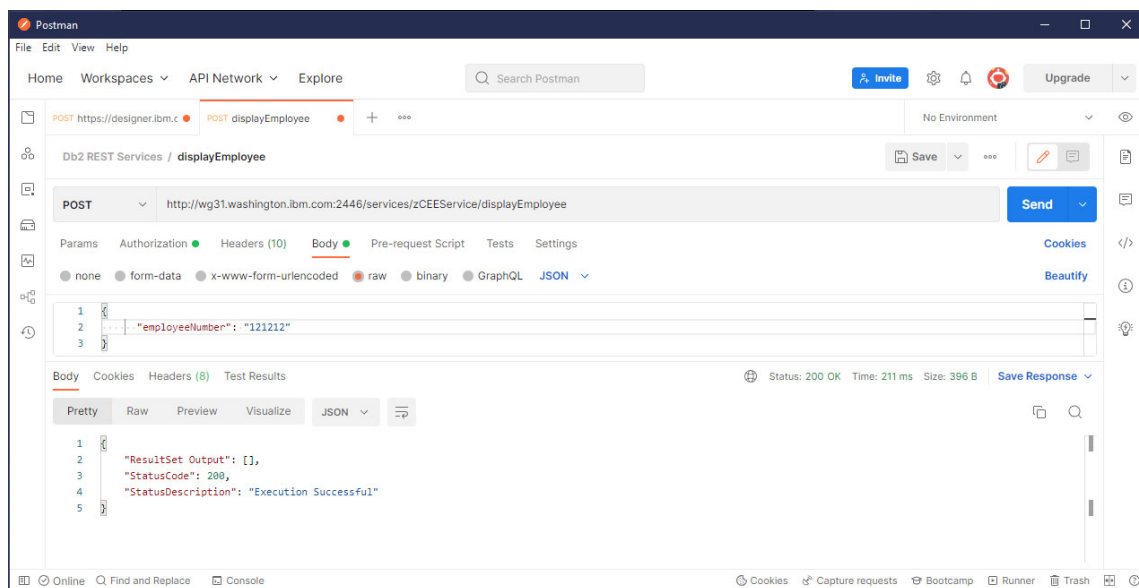 Postman
File Edit View Help
Home Workspaces API Network Explore Search Postman Invite Upgrade
POST https://designer.ibm.c POST displayEmployee No Environment
Db2 REST Services / displayEmployee Save
POST http://wg31.washington.ibm.com:2446/services/zCEEService/displayEmployee Send
Params Authorization Headers (10) Body Pre-request Script Tests Settings Cookies
none form-data x-www-form-urlencoded raw binary GraphQL JSON Beautify
1 {
2 "employeeNumber": "121212"
3 }
Body Cookies Headers (8) Test Results Status: 200 OK Time: 211 ms Size: 396 B Save Response
Pretty Raw Preview Visualize JSON
1 {
2 "ResultSet Output": [],
3 "StatusCode": 200,
4 "StatusDescription": "Execution Successful"
5 }
Online Find and Replace Console Cookies Capture requests Bootcamp Runner Trash